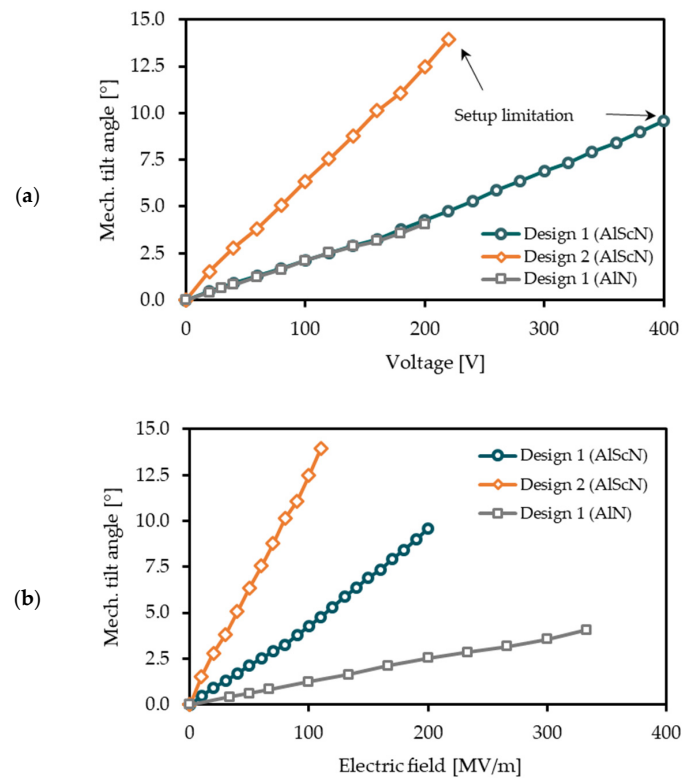 (a)
Mech. tilt angle [°]
15.0
12.5
10.0
7.5
5.0
2.5
0.0
Setup limitation
Design 1 (AlScN)
Design 2 (AlScN)
Design 1 (AlN)
0 100 200 300 400
Voltage [V]
(b)
Mech. tilt angle [°]
15.0
12.5
10.0
7.5
5.0
2.5
0.0
Design 1 (AlScN)
Design 2 (AlScN)
Design 1 (AlN)
0 100 200 300 400
Electric field [MV/m]